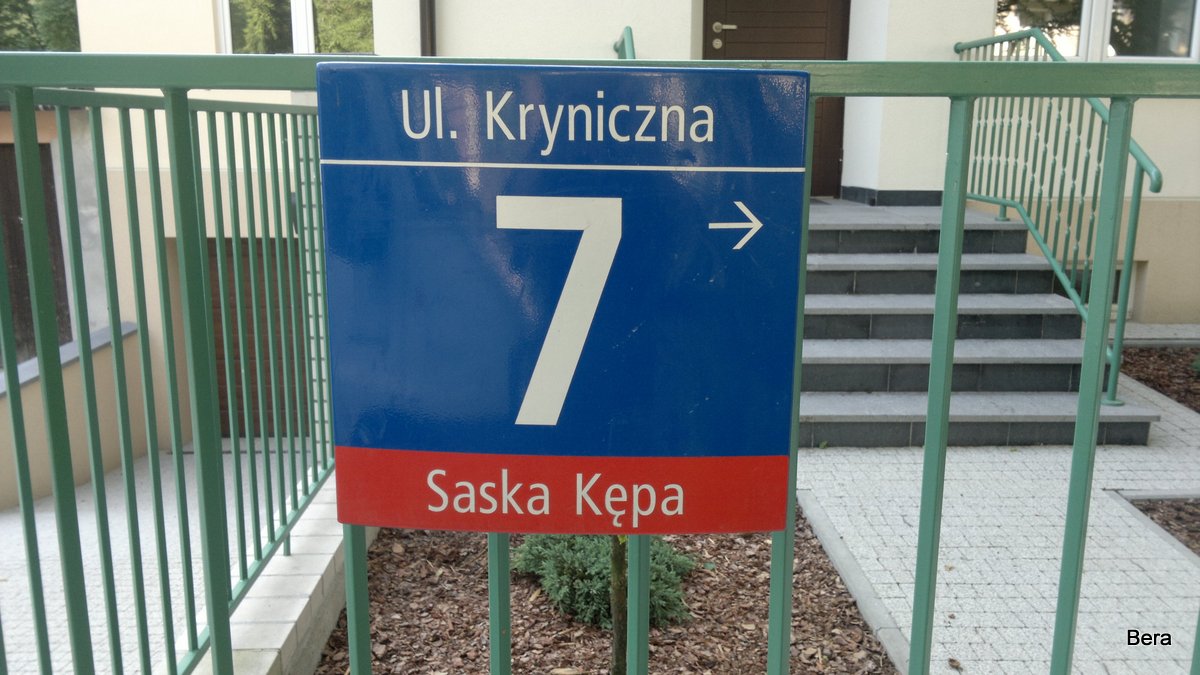 Ul. Kryniczna
7 →
Saska Kępa
Bera